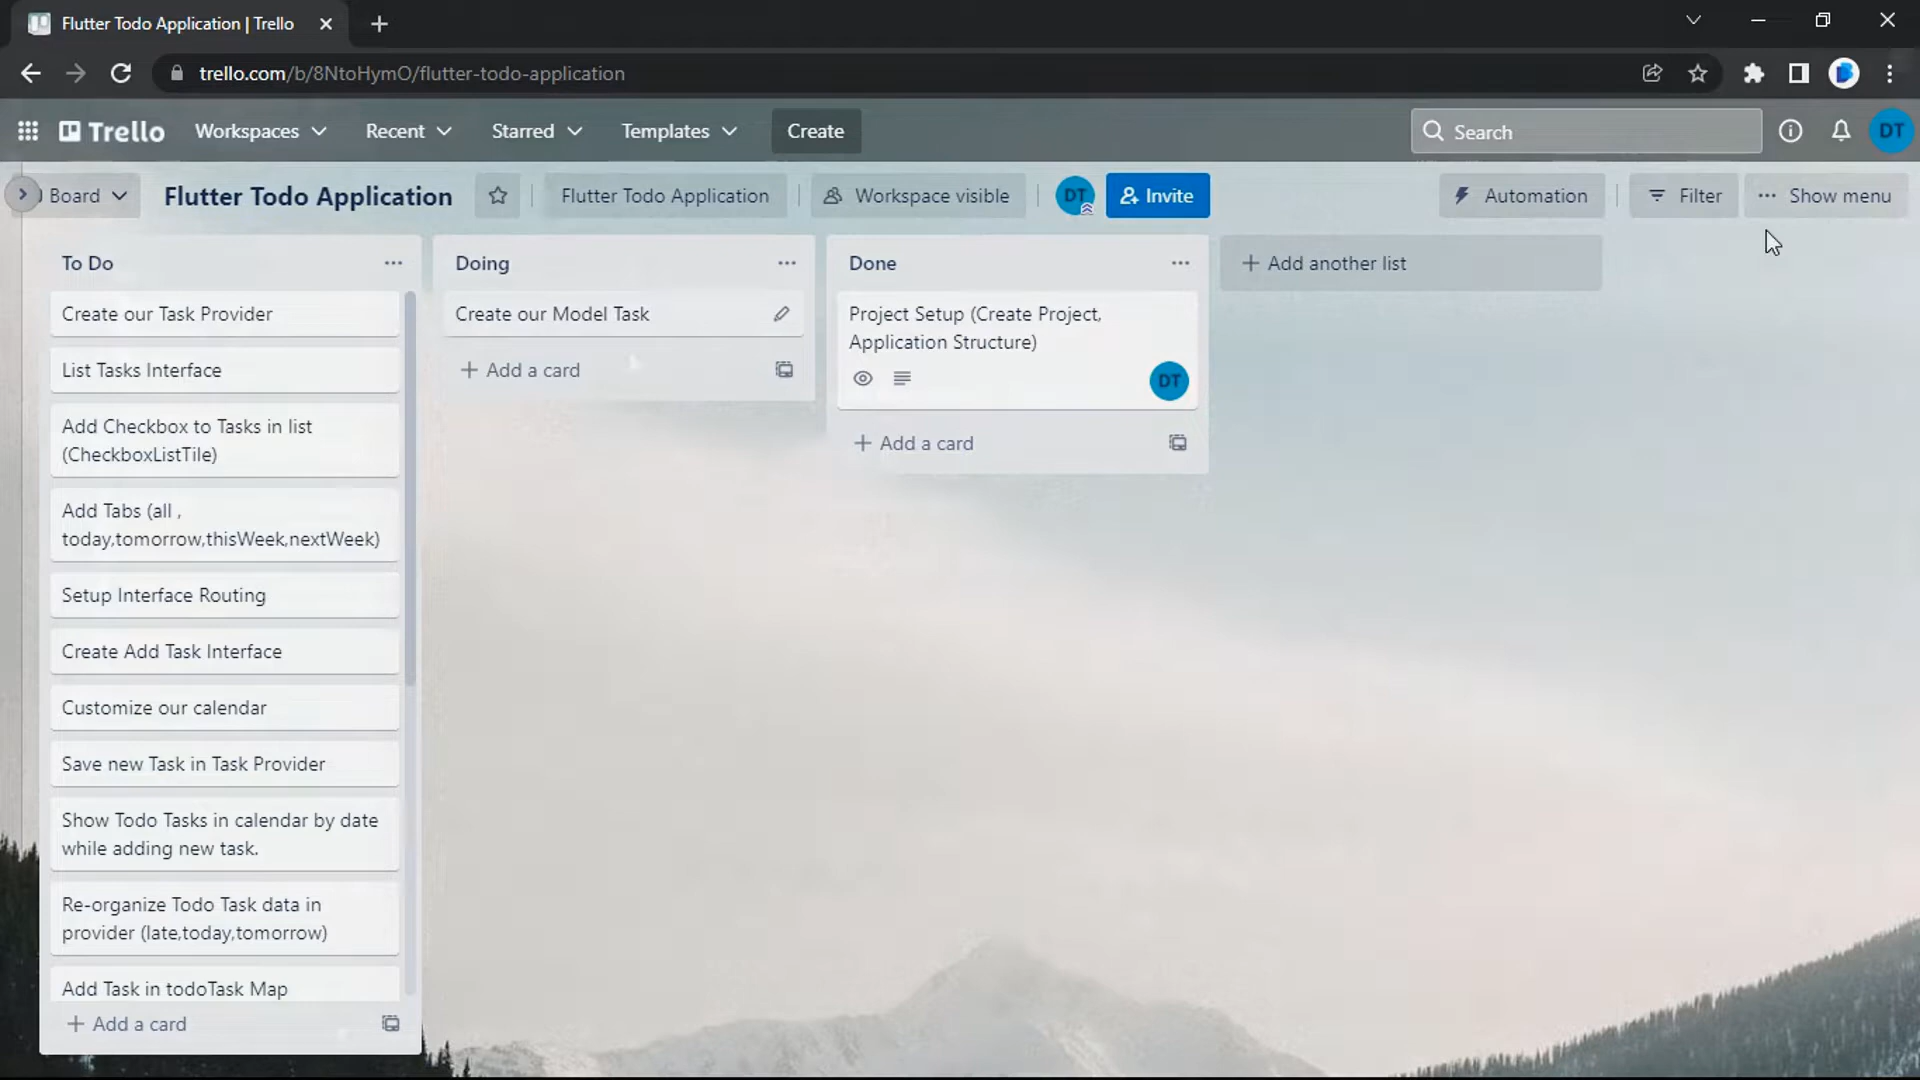 Flutter Todo Application | Trello
trello.com/b/8NtoHymO/flutter-todo-application
Trello
Workspaces
Recent
Starred
Templates
Create
Search
DT
Board
Flutter Todo Application
Flutter Todo Application
Workspace visible
DT
Invite
Automation
Filter
Show menu
To Do
Create our Task Provider
List Tasks Interface
Add Checkbox to Tasks in list
(CheckboxListTile)
Add Tabs (all ,
today,tomorrow,thisWeek,nextWeek)
Setup Interface Routing
Create Add Task Interface
Customize our calendar
Save new Task in Task Provider
Show Todo Tasks in calendar by date
while adding new task.
Re-organize Todo Task data in
provider (late,today,tomorrow)
Add Task in todoTask Map
Add a card
Doing
Create our Model Task
Add a card
Done
Project Setup (Create Project,
Application Structure)
DT
Add a card
Add another list